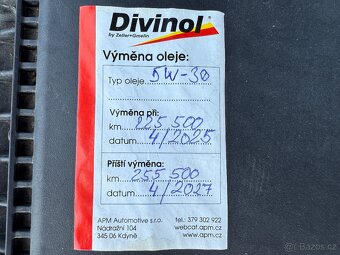 Divinol
by Zeller+Gmelin
Výměna oleje:
Typ oleje 5W-30
Výměna při:
km 225 500
datum 4/2025
Příští výměna:
km 255 500
datum 4/2027
APM Automotive s.r.o.
Nádražní 104
345 06 Kdyně
tel.: 379 302 922
webcat.apm.cz
www.apm.cz
Bazoš.cz